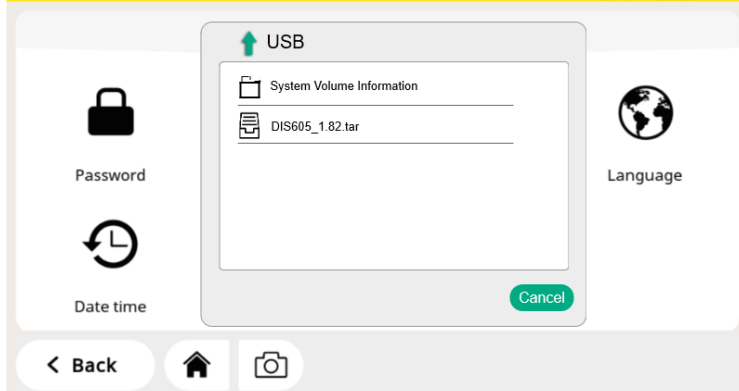 USB
System Volume Information
DIS605_1.82.tar
Password
Language
Date time
Cancel
Back